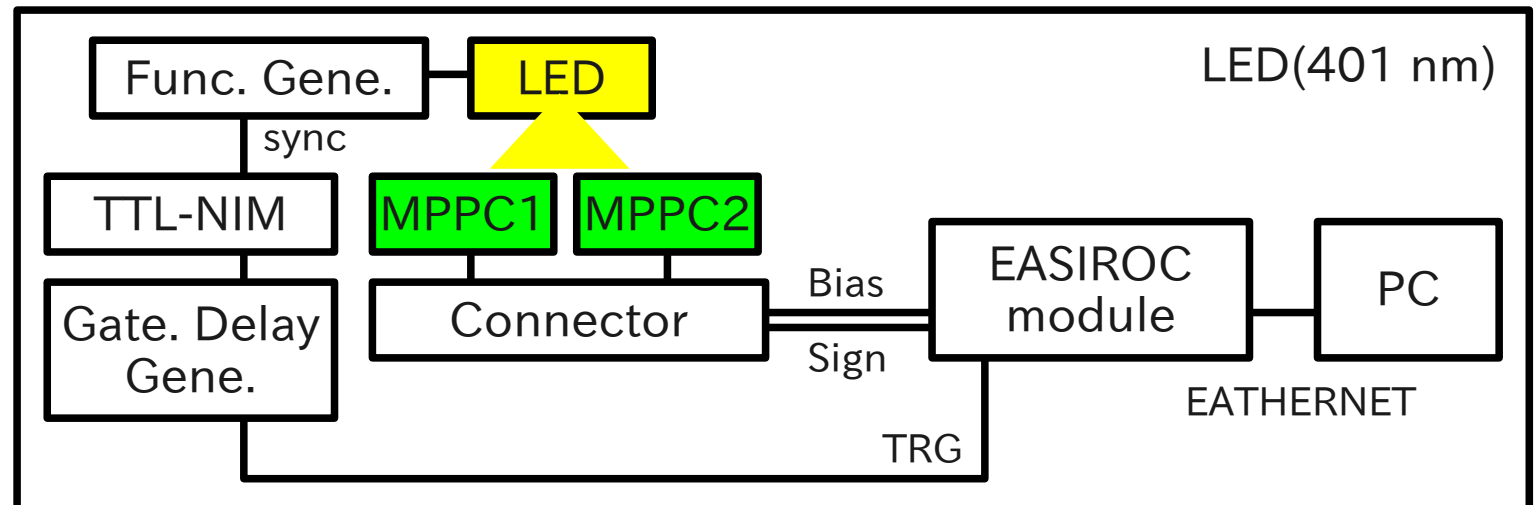 Func. Gene.
LED
LED(401 nm)
sync
TTL-NIM
MPPC1
MPPC2
Gate. Delay
Gene.
Connector
Bias
Sign
EASIROC
module
PC
EATHERNET
TRG